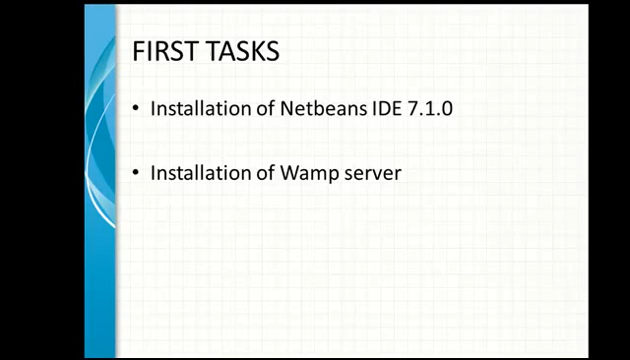 FIRST TASKS
• Installation of Netbeans IDE 7.1.0
• Installation of Wamp server